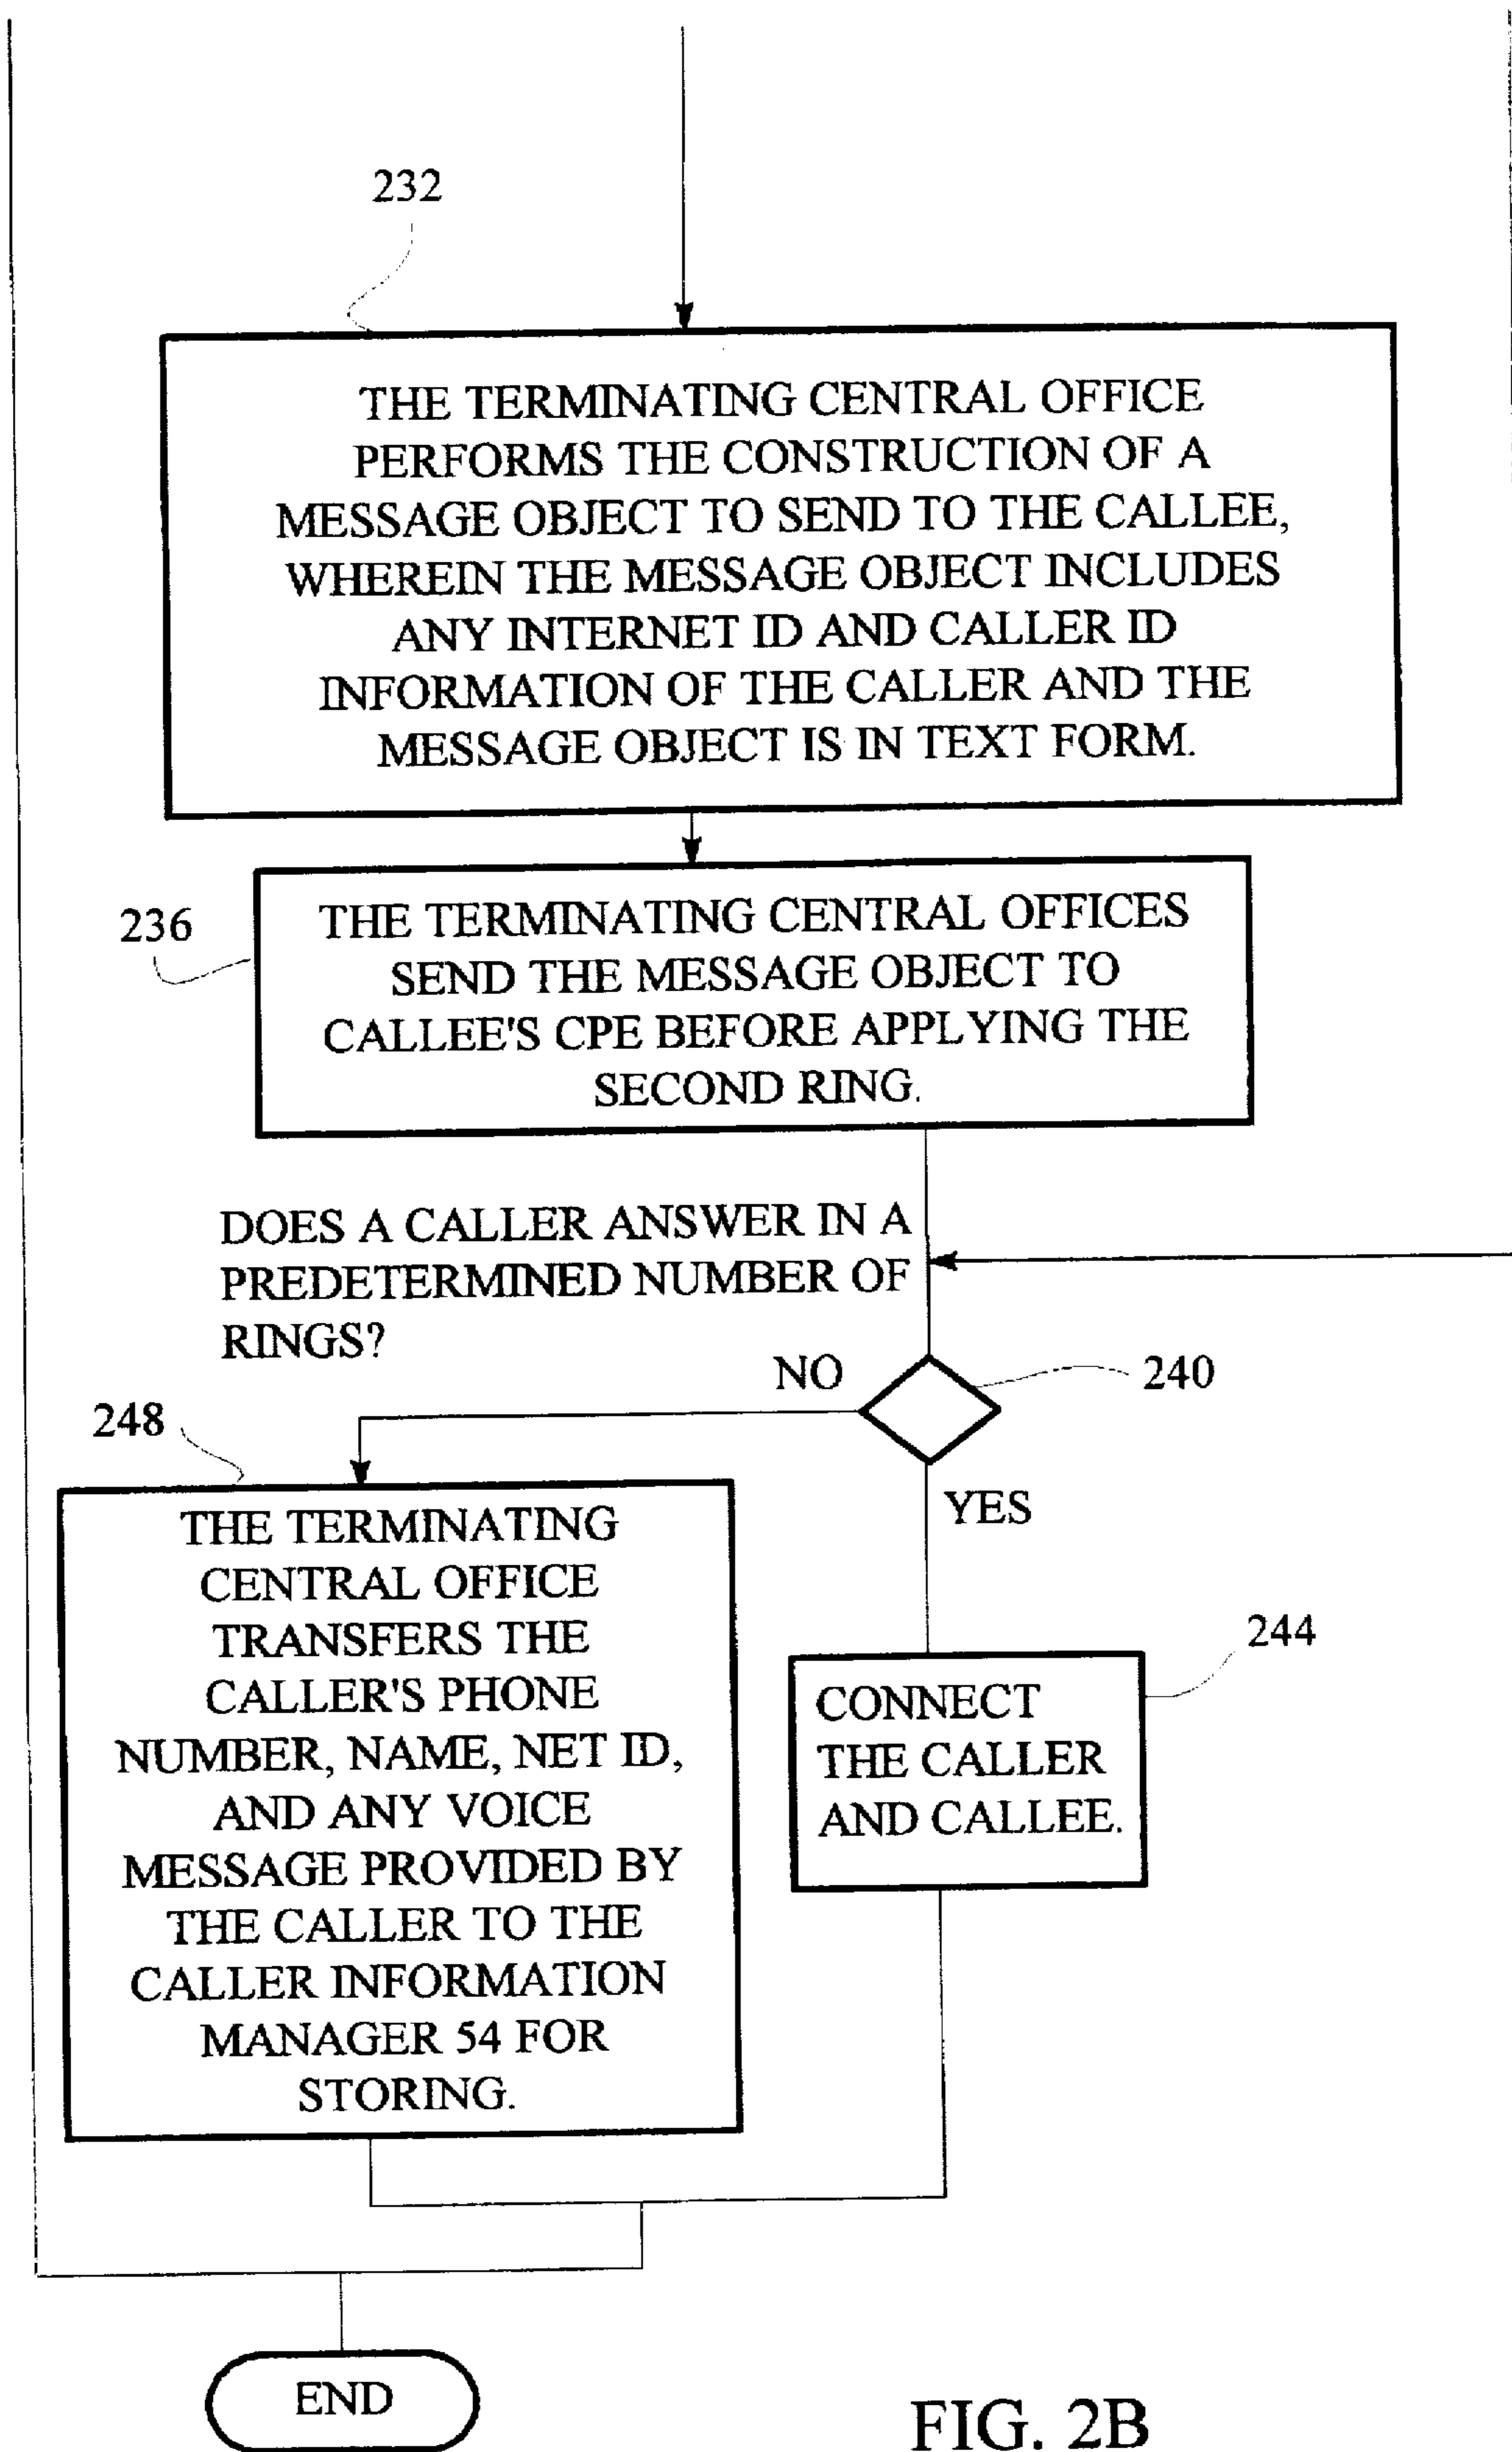 232
THE TERMINATING CENTRAL OFFICE
PERFORMS THE CONSTRUCTION OF A
MESSAGE OBJECT TO SEND TO THE CALLEE,
WHEREIN THE MESSAGE OBJECT INCLUDES
ANY INTERNET ID AND CALLER ID
INFORMATION OF THE CALLER AND THE
MESSAGE OBJECT IS IN TEXT FORM.
236
THE TERMINATING CENTRAL OFFICES
SEND THE MESSAGE OBJECT TO
CALLEE'S CPE BEFORE APPLYING THE
SECOND RING.
DOES A CALLER ANSWER IN A
PREDETERMINED NUMBER OF
RINGS?
NO
240
248
YES
THE TERMINATING
CENTRAL OFFICE
TRANSFERS THE
CALLER'S PHONE
NUMBER, NAME, NET ID,
AND ANY VOICE
MESSAGE PROVIDED BY
THE CALLER TO THE
CALLER INFORMATION
MANAGER 54 FOR
STORING.
244
CONNECT
THE CALLER
AND CALLEE.
END
FIG. 2B